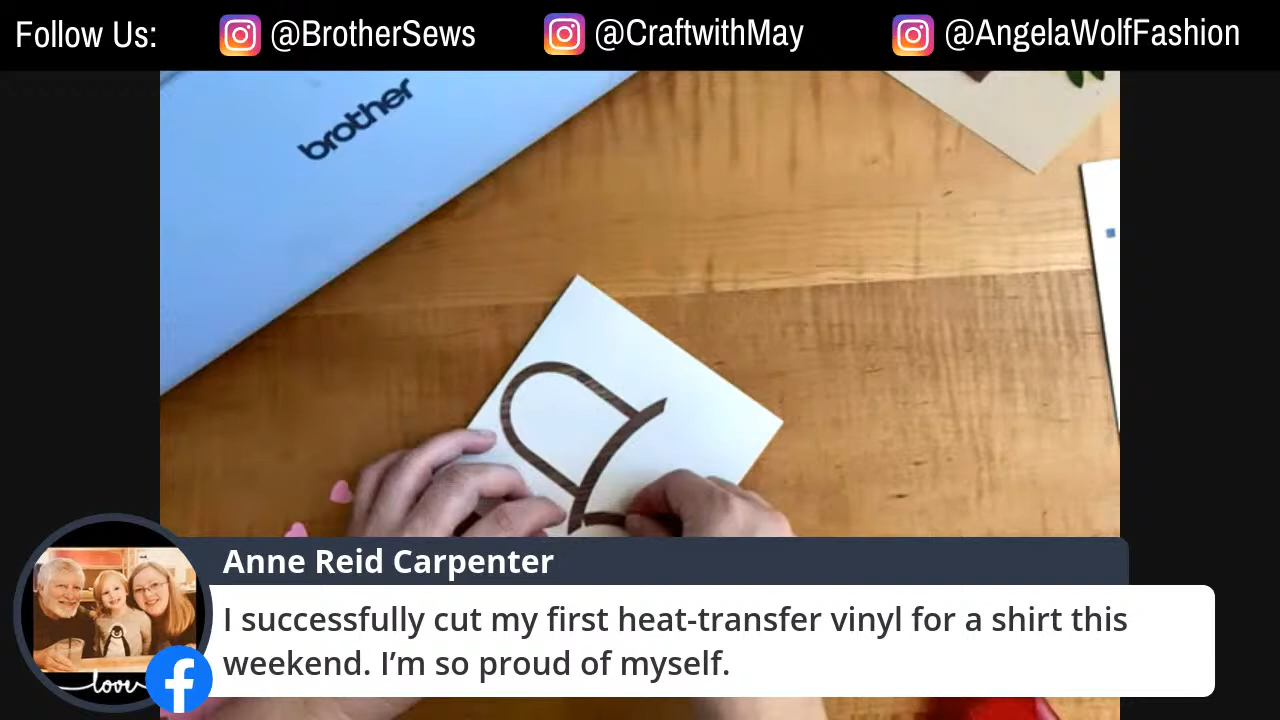 Follow Us: @BrotherSews @CraftwithMay @AngelaWolfFashion
brother
Anne Reid Carpenter
I successfully cut my first heat-transfer vinyl for a shirt this
weekend. I’m so proud of myself.
love